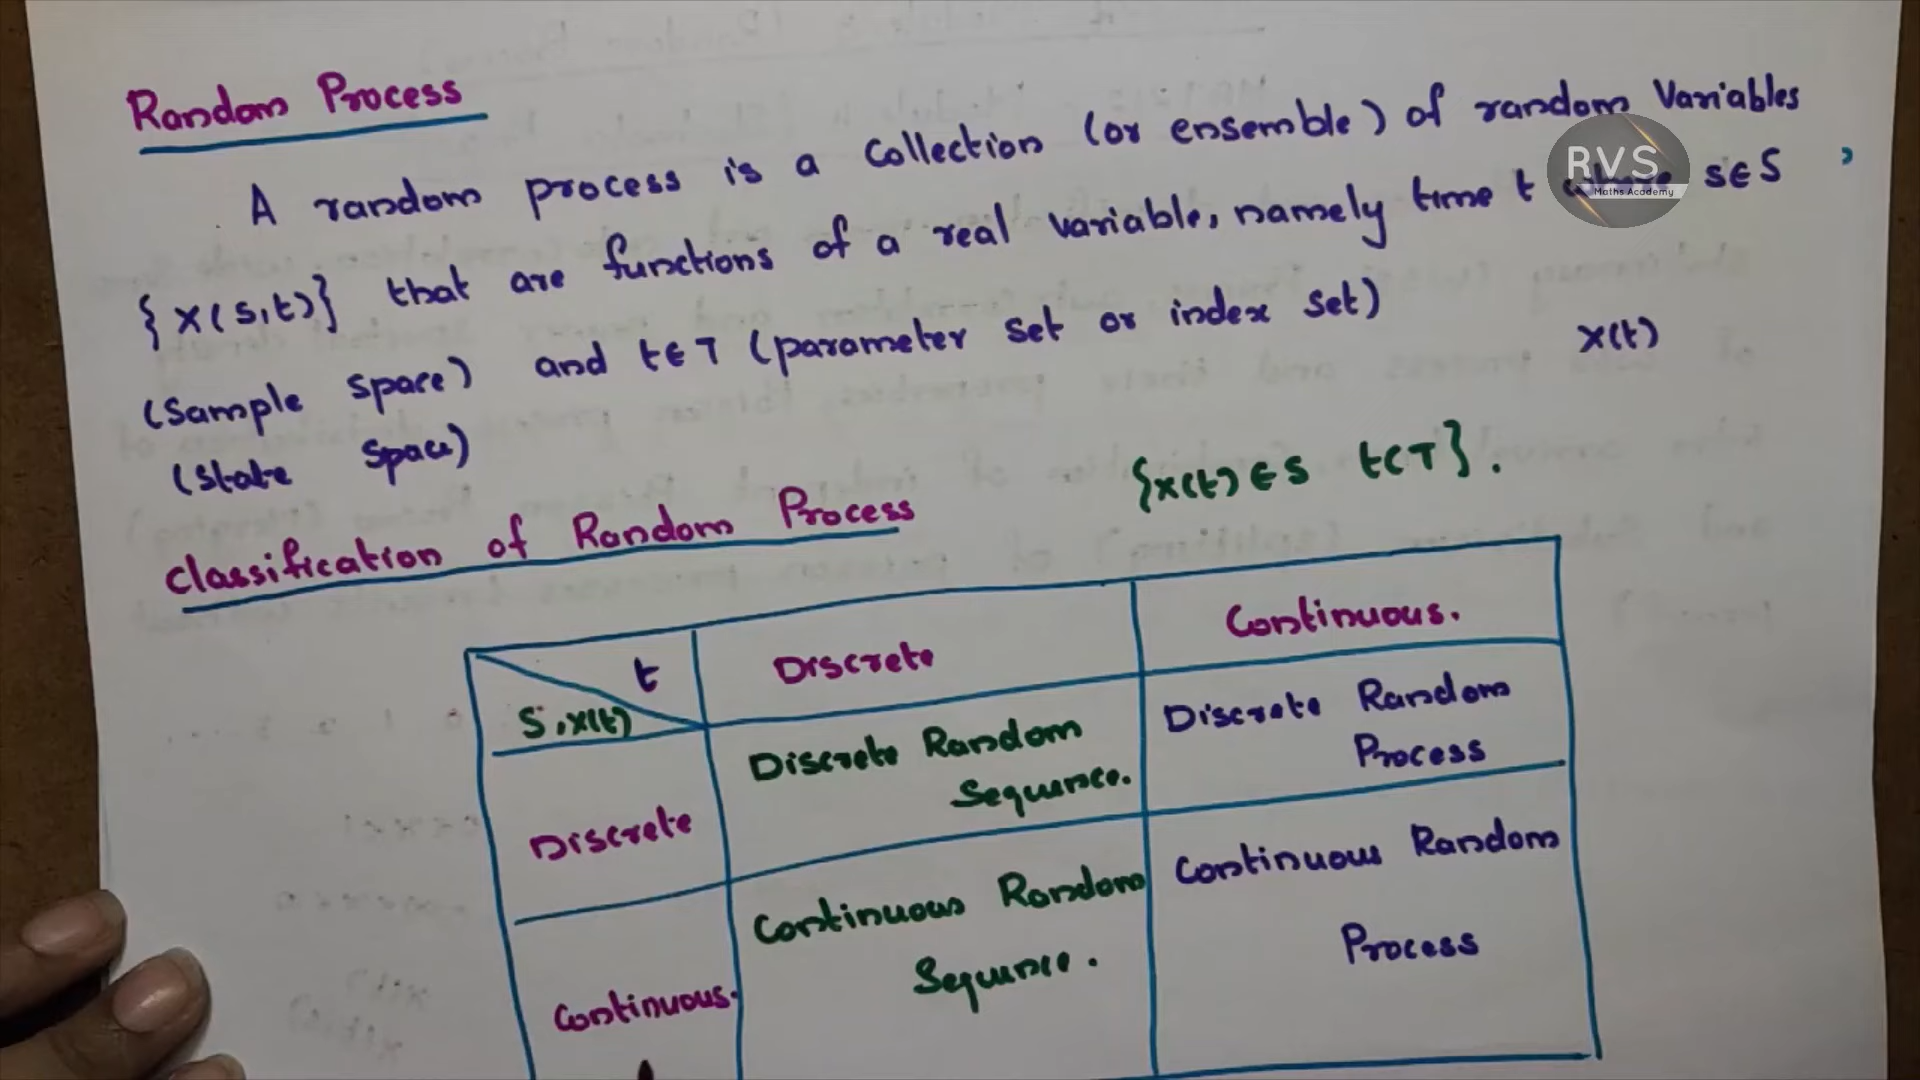 Random Process
A random process is a collection (or ensemble) of random variables
{X(s,t)} that are functions of a real variable, namely time t where s∈S
(Sample space) and t∈T (parameter set or index set)
(State space)
X(t)
{x(t)∈S t∈T}.
Classification of Random Process
t
S, x(t)
Discrete
Continuous.
Discrete
Discrete Random
Sequence.
Discrete Random
Process
Continuous.
Continuous Random
Sequence.
Continuous Random
Process
RVS
Maths Academy